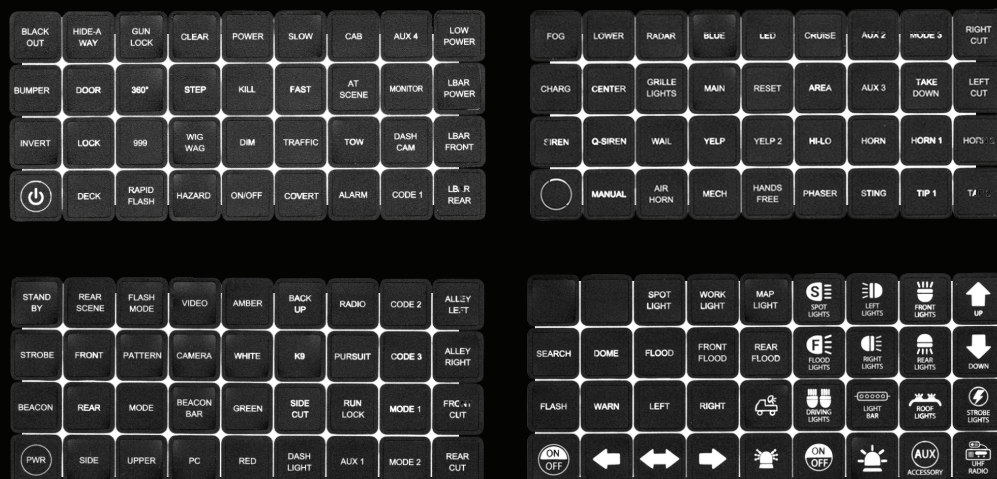 BLACK OUT
HIDE-A WAY
GUN LOCK
CLEAR
POWER
SLOW
CAB
AUX 4
LOW POWER
BUMPER
DOOR
360°
STEP
KILL
FAST
AT SCENE
MONITOR
LBAR POWER
INVERT
LOCK
999
WIG WAG
DIM
TRAFFIC
TOW
DASH CAM
LBAR FRONT
DECK
RAPID FLASH
HAZARD
ON/OFF
COVERT
ALARM
CODE 1
LBAR REAR
FOG
LOWER
RADAR
BLUE
LED
CRUISE
AUX 2
MODE 3
RIGHT CUT
CHARG
CENTER
GRILLE LIGHTS
MAIN
RESET
AREA
AUX 3
TAKE DOWN
LEFT CUT
SIREN
Q-SIREN
WAIL
YELP
YELP 2
HI-LO
HORN
HORN 1
MANUAL
AIR HORN
MECH
HANDS FREE
PHASER
STING
TIP 1
STAND BY
REAR SCENE
FLASH MODE
VIDEO
AMBER
BACK UP
RADIO
CODE 2
ALLEY LEFT
STROBE
FRONT
PATTERN
CAMERA
WHITE
K9
PURSUIT
CODE 3
ALLEY RIGHT
BEACON
REAR
MODE
BEACON BAR
GREEN
SIDE CUT
RUN LOCK
MODE 1
FRONT CUT
PWR
SIDE
UPPER
PC
RED
DASH LIGHT
AUX 1
MODE 2
REAR CUT
SPOT LIGHT
WORK LIGHT
MAP LIGHT
S SPOT LIGHTS
LEFT LIGHTS
FRONT LIGHTS
UP
SEARCH
DOME
FLOOD
FRONT FLOOD
REAR FLOOD
F FLOOD LIGHTS
RIGHT LIGHTS
REAR LIGHTS
DOWN
FLASH
WARN
LEFT
RIGHT
DRIVING LIGHTS
LIGHT BAR
ROOF LIGHTS
STROBE LIGHTS
ON OFF
ON OFF
AUX ACCESSORY
UHF RADIO